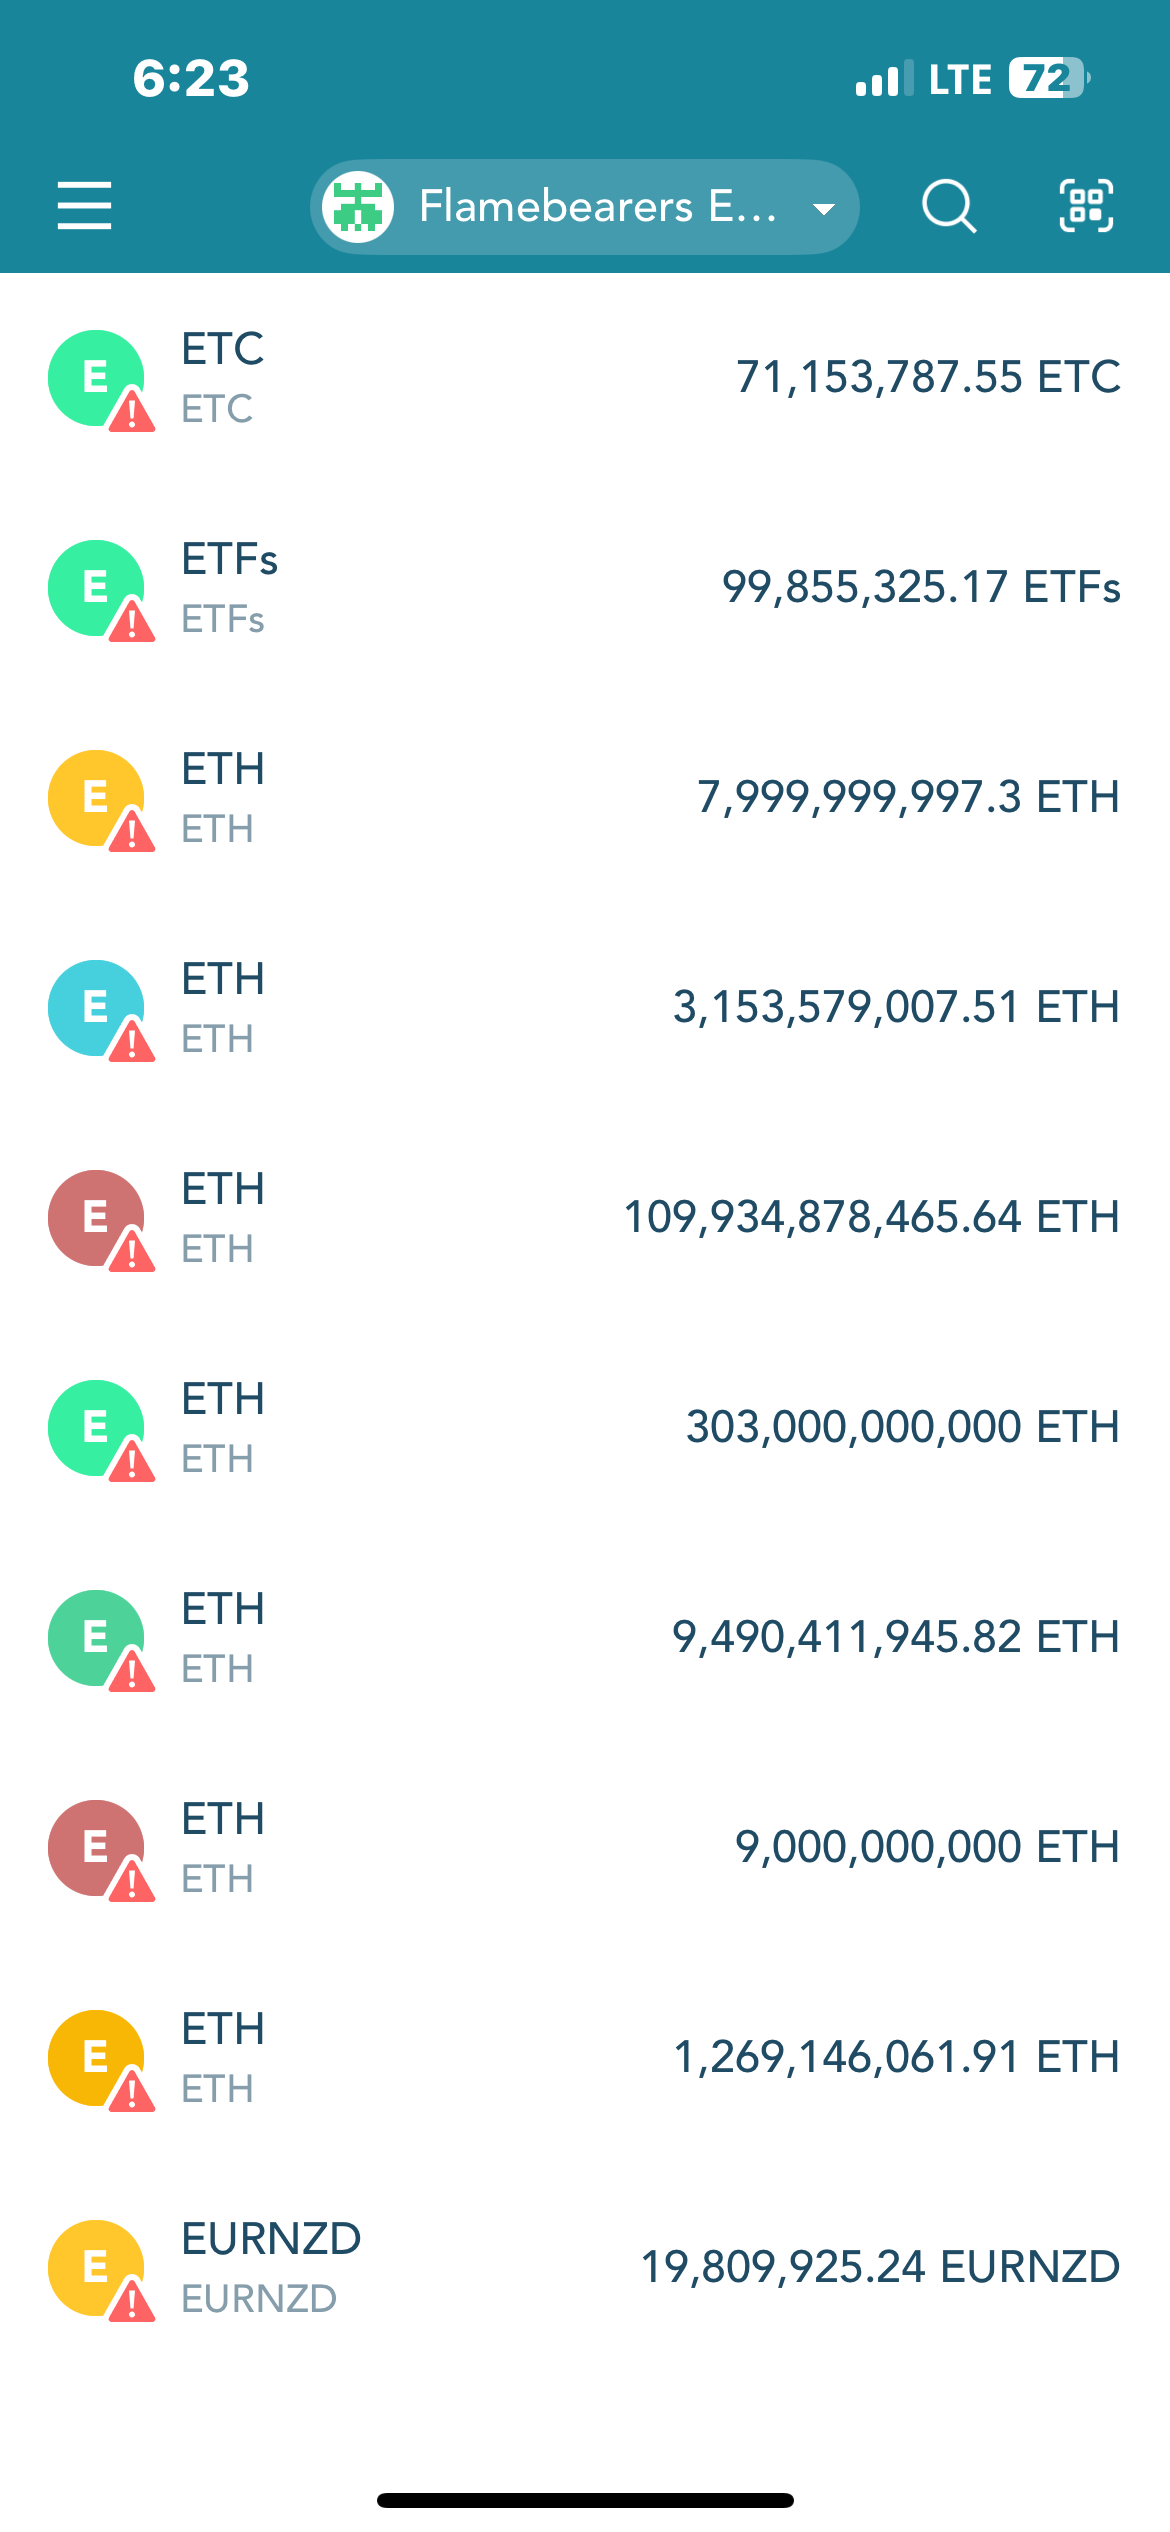 6:23
LTE 72
Flamebearers E...
E
ETC
ETC
71,153,787.55 ETC
E
ETFs
ETFs
99,855,325.17 ETFs
E
ETH
ETH
7,999,999,997.3 ETH
E
ETH
ETH
3,153,579,007.51 ETH
E
ETH
ETH
109,934,878,465.64 ETH
E
ETH
ETH
303,000,000,000 ETH
E
ETH
ETH
9,490,411,945.82 ETH
E
ETH
ETH
9,000,000,000 ETH
E
ETH
ETH
1,269,146,061.91 ETH
E
EURNZD
EURNZD
19,809,925.24 EURNZD